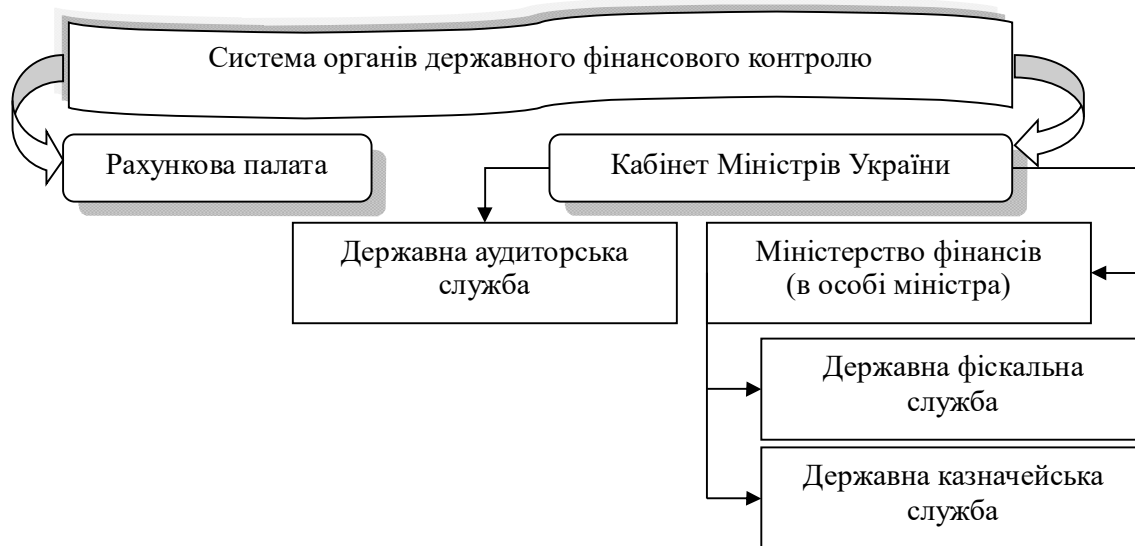 Система органів державного фінансового контролю
Рахункова палата
Кабінет Міністрів України
Державна аудиторська
служба
Міністерство фінансів
(в особі міністра)
Державна фіскальна
служба
Державна казначейська
служба